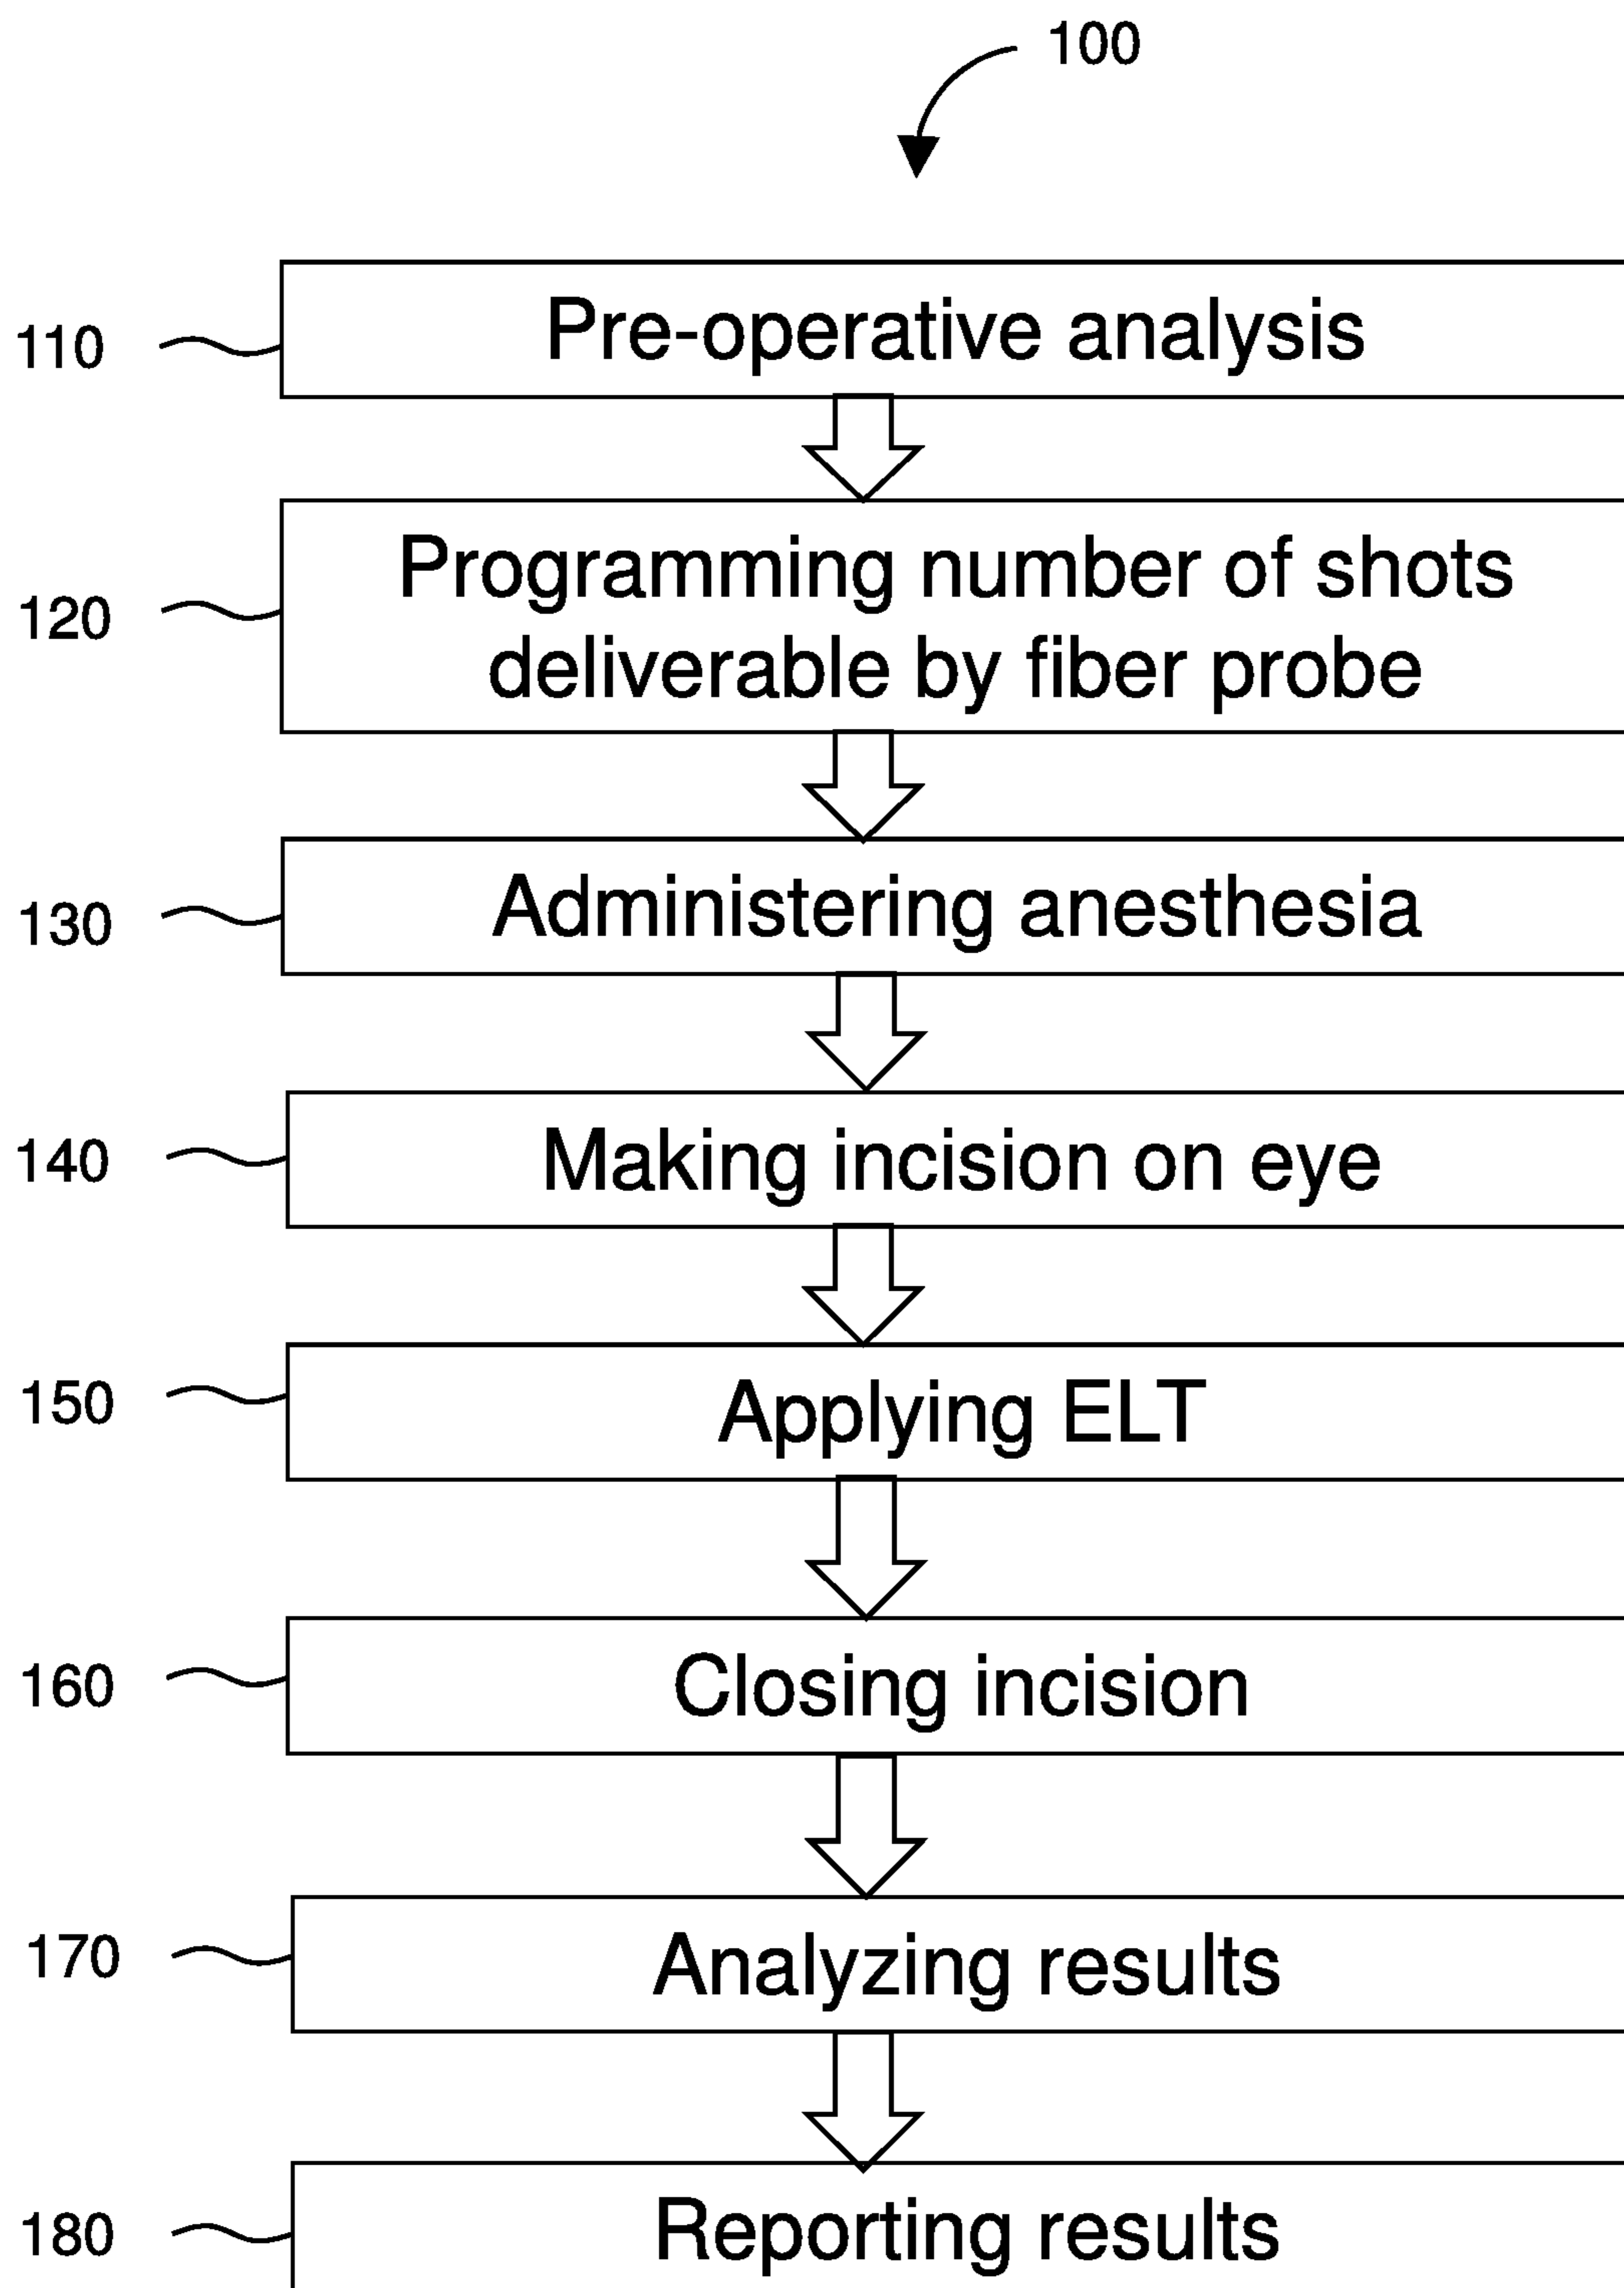 100
110 Pre-operative analysis
120 Programming number of shots
deliverable by fiber probe
130 Administering anesthesia
140 Making incision on eye
150 Applying ELT
160 Closing incision
170 Analyzing results
180 Reporting results